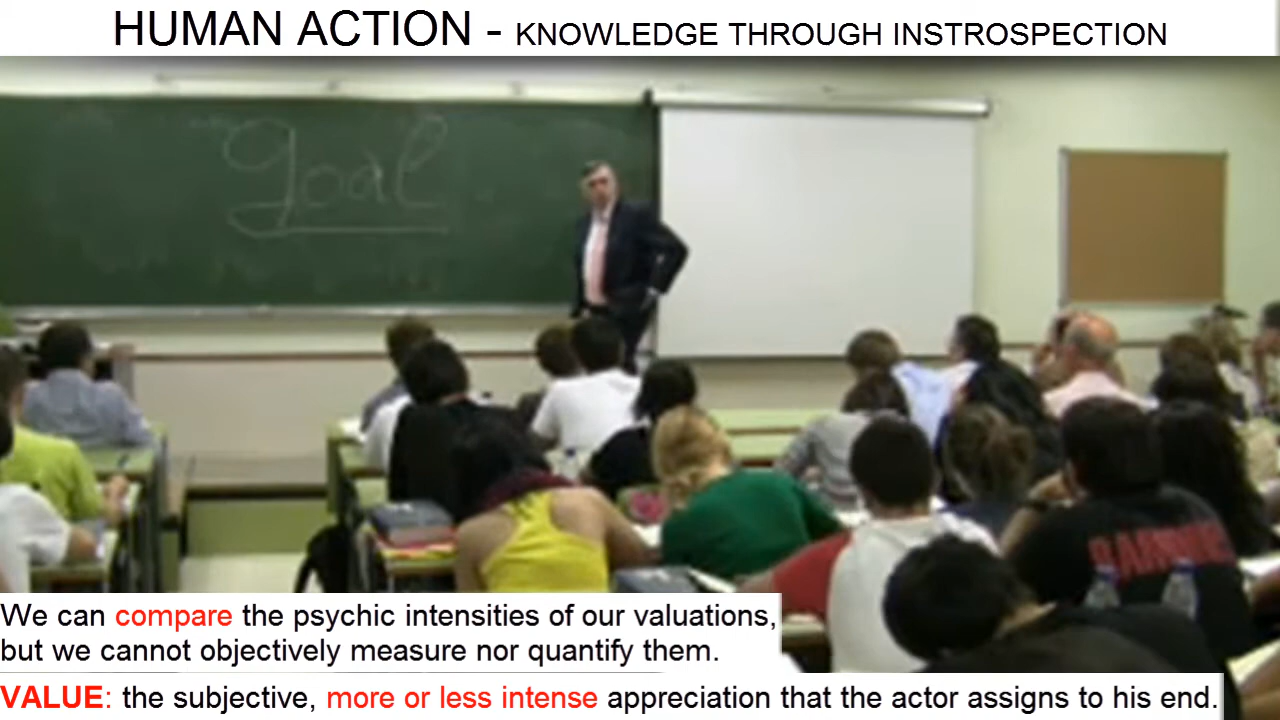 HUMAN ACTION - KNOWLEDGE THROUGH INSTROSPECTION
Goal
We can compare the psychic intensities of our valuations,
but we cannot objectively measure nor quantify them.
VALUE: the subjective, more or less intense appreciation that the actor assigns to his end.